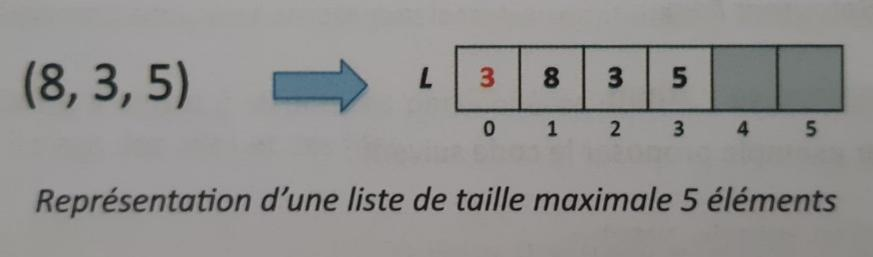 (8, 3, 5) L 3 8 3 5
0 1 2 3 4 5
Représentation d'une liste de taille maximale 5 éléments